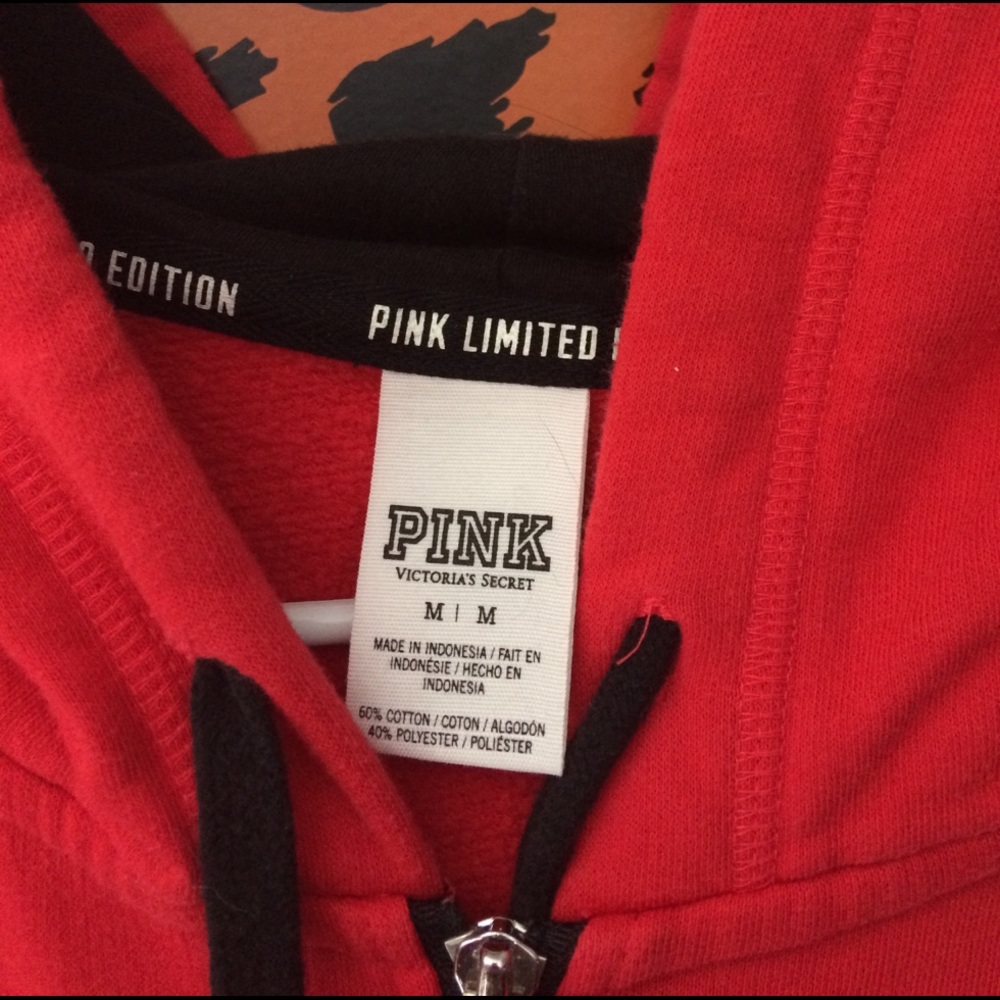 EDITION
PINK LIMITED
PINK
VICTORIA'S SECRET
M | M
MADE IN INDONESIA / FAIT EN
INDONÉSIE / HECHO EN
INDONESIA
60% COTTON / COTON / ALGODÓN
40% POLYESTER / POLIÉSTER